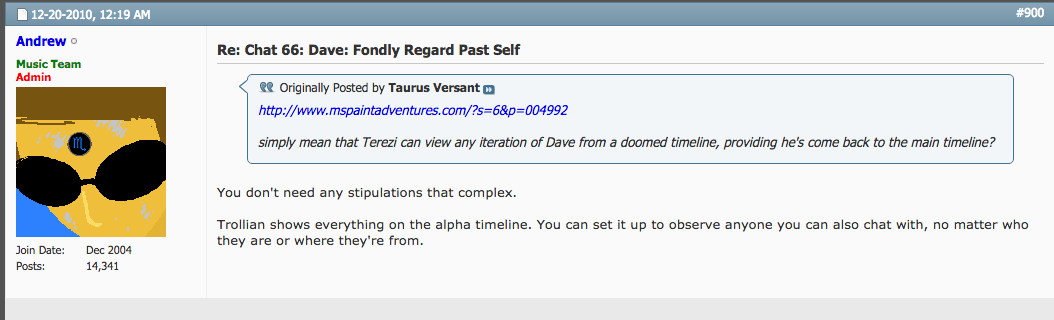 12-20-2010, 12:19 AM
#900
Andrew
Music Team
Admin
Join Date: Dec 2004
Posts: 14,341
Re: Chat 66: Dave: Fondly Regard Past Self
Originally Posted by Taurus Versant
http://www.mspaintadventures.com/?s=6&p=004992
simply mean that Terezi can view any iteration of Dave from a doomed timeline, providing he's come back to the main timeline?
You don't need any stipulations that complex.
Trollian shows everything on the alpha timeline. You can set it up to observe anyone you can also chat with, no matter who
they are or where they're from.